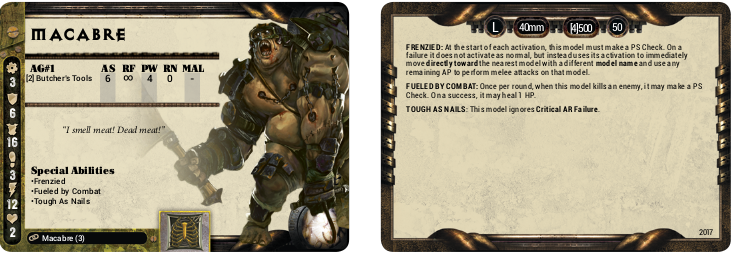 MACABRE
AG#1 AS RF PW RN MAL
[2] Butcher's Tools 6 ∞ 4 0 -
3
6
16
3
12
2
"I smell meat! Dead meat!"
Special Abilities
•Frenzied
•Fueled by Combat
•Tough As Nails
Macabre (3)
L 40mm [4]500 50
FRENZIED: At the start of each activation, this model must make a PS Check. On a
failure it does not activate as normal, but instead uses its activation to immediately
move directly toward the nearest model with a different model name and use any
remaining AP to perform melee attacks on that model.
FUELED BY COMBAT: Once per round, when this model kills an enemy, it may make a PS
Check. On a success, it may heal 1 HP.
TOUGH AS NAILS: This model ignores Critical AR Failure.
2017